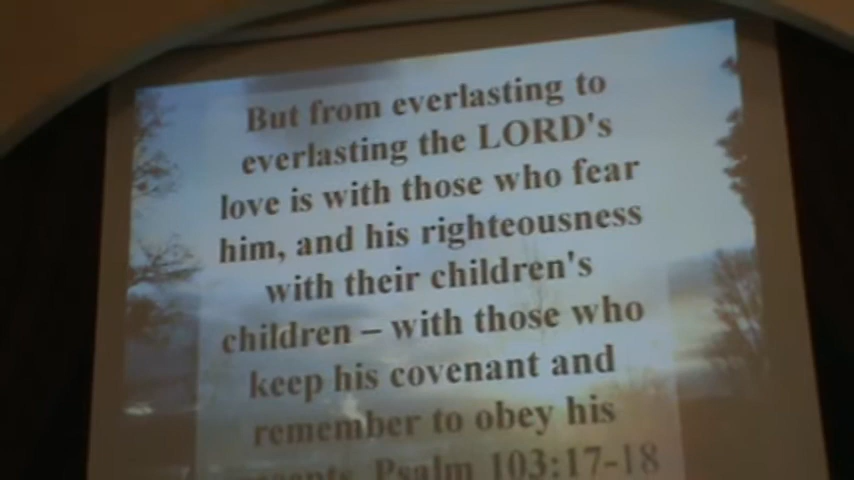 But from everlasting to
everlasting the LORD's
love is with those who fear
him, and his righteousness
with their children's
children – with those who
keep his covenant and
remember to obey his
Psalm 103:17-18